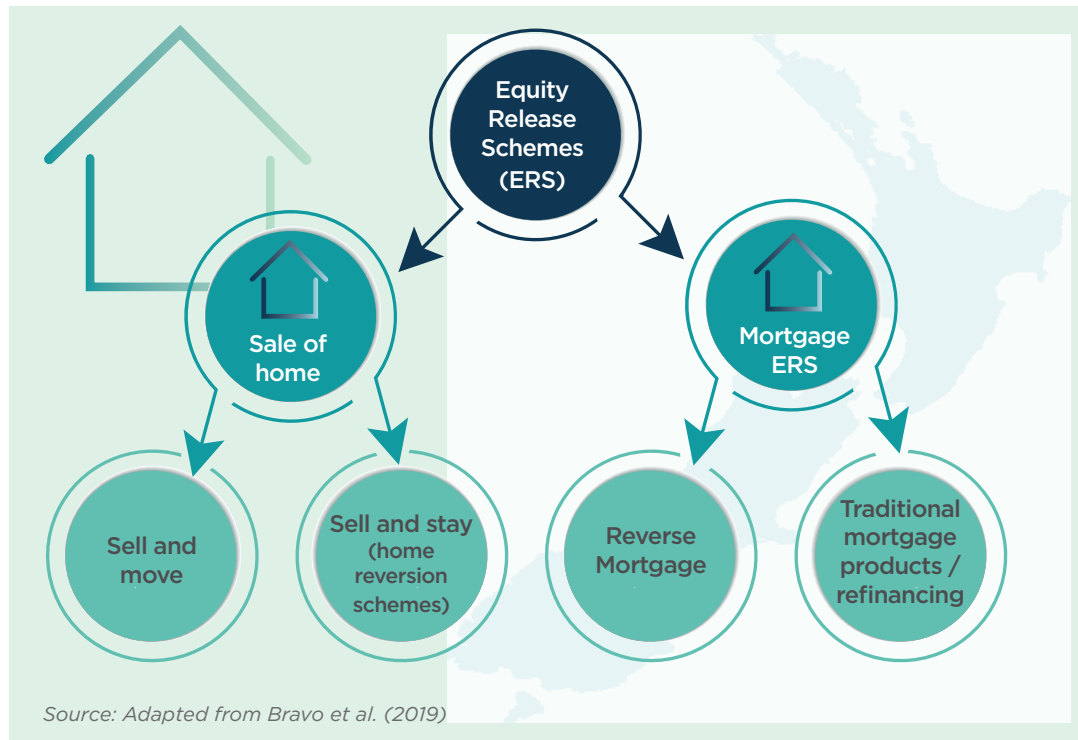 Equity
Release
Schemes
(ERS)
Sale of
home
Mortgage
ERS
Sell and
move
Sell and stay
(home
reversion
schemes)
Reverse
Mortgage
Traditional
mortgage
products /
refinancing
Source: Adapted from Bravo et al. (2019)